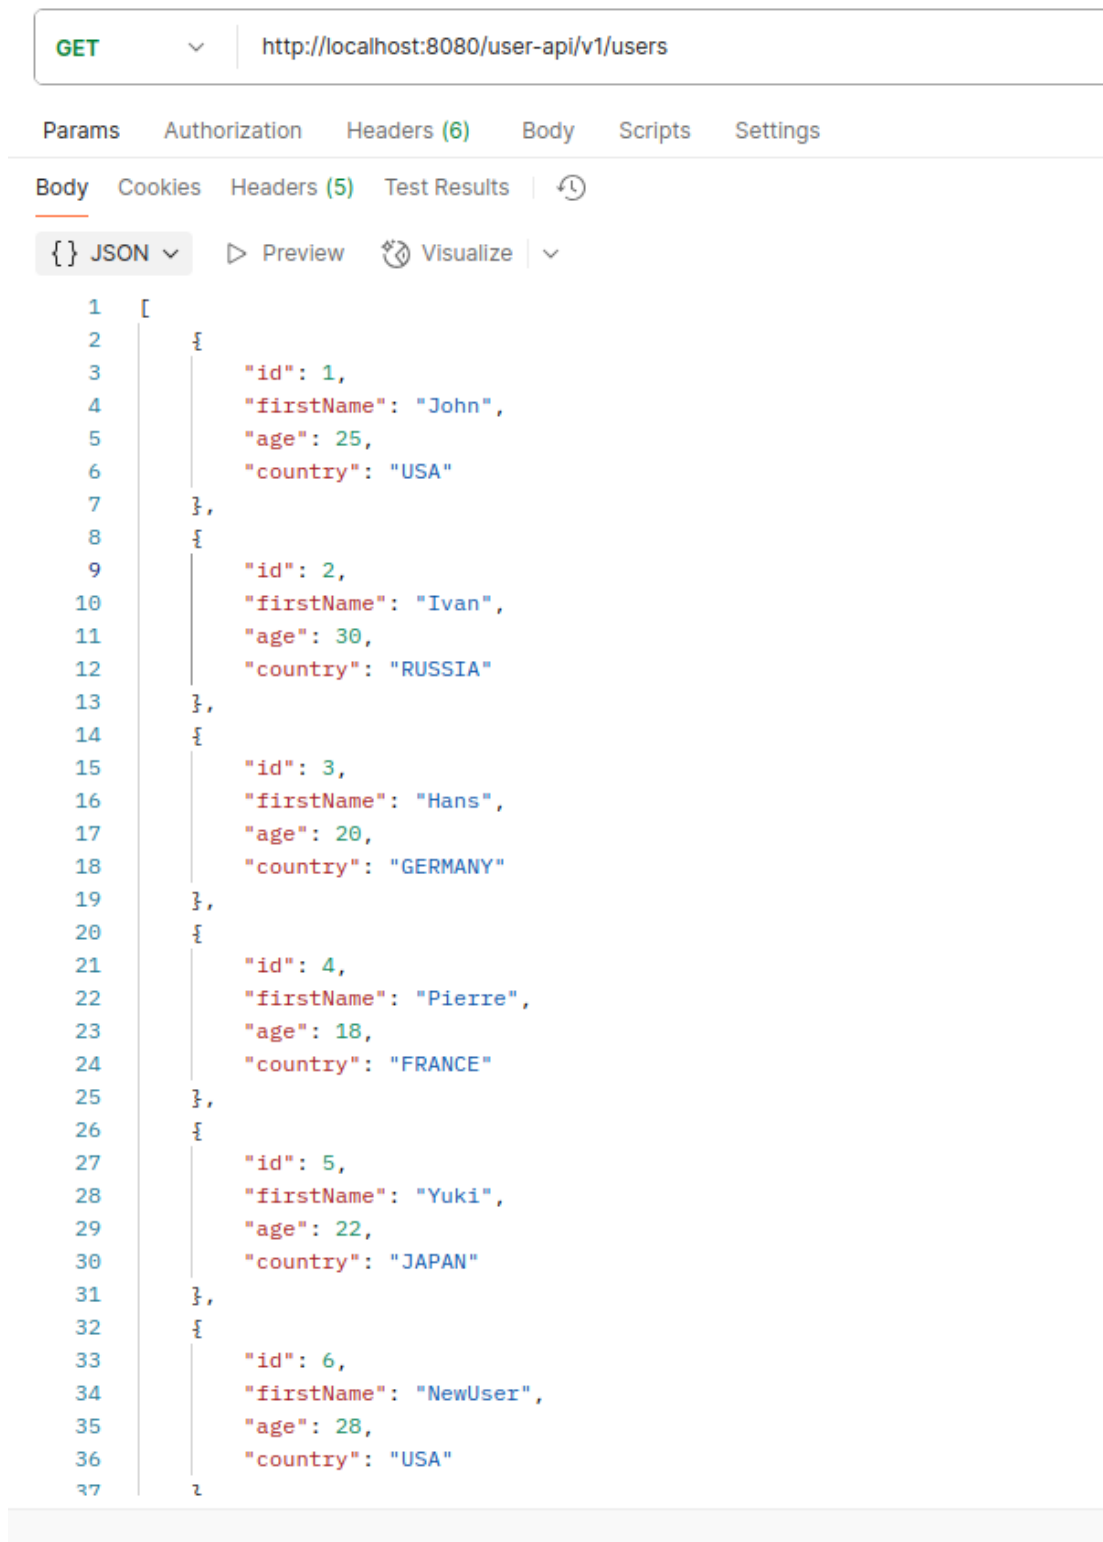 GET http://localhost:8080/user-api/v1/users
Params Authorization Headers (6) Body Scripts Settings
Body Cookies Headers (5) Test Results
{} JSON Preview Visualize
1 [
2 {
3 "id": 1,
4 "firstName": "John",
5 "age": 25,
6 "country": "USA"
7 },
8 {
9 "id": 2,
10 "firstName": "Ivan",
11 "age": 30,
12 "country": "RUSSIA"
13 },
14 {
15 "id": 3,
16 "firstName": "Hans",
17 "age": 20,
18 "country": "GERMANY"
19 },
20 {
21 "id": 4,
22 "firstName": "Pierre",
23 "age": 18,
24 "country": "FRANCE"
25 },
26 {
27 "id": 5,
28 "firstName": "Yuki",
29 "age": 22,
30 "country": "JAPAN"
31 },
32 {
33 "id": 6,
34 "firstName": "NewUser",
35 "age": 28,
36 "country": "USA"
37 }